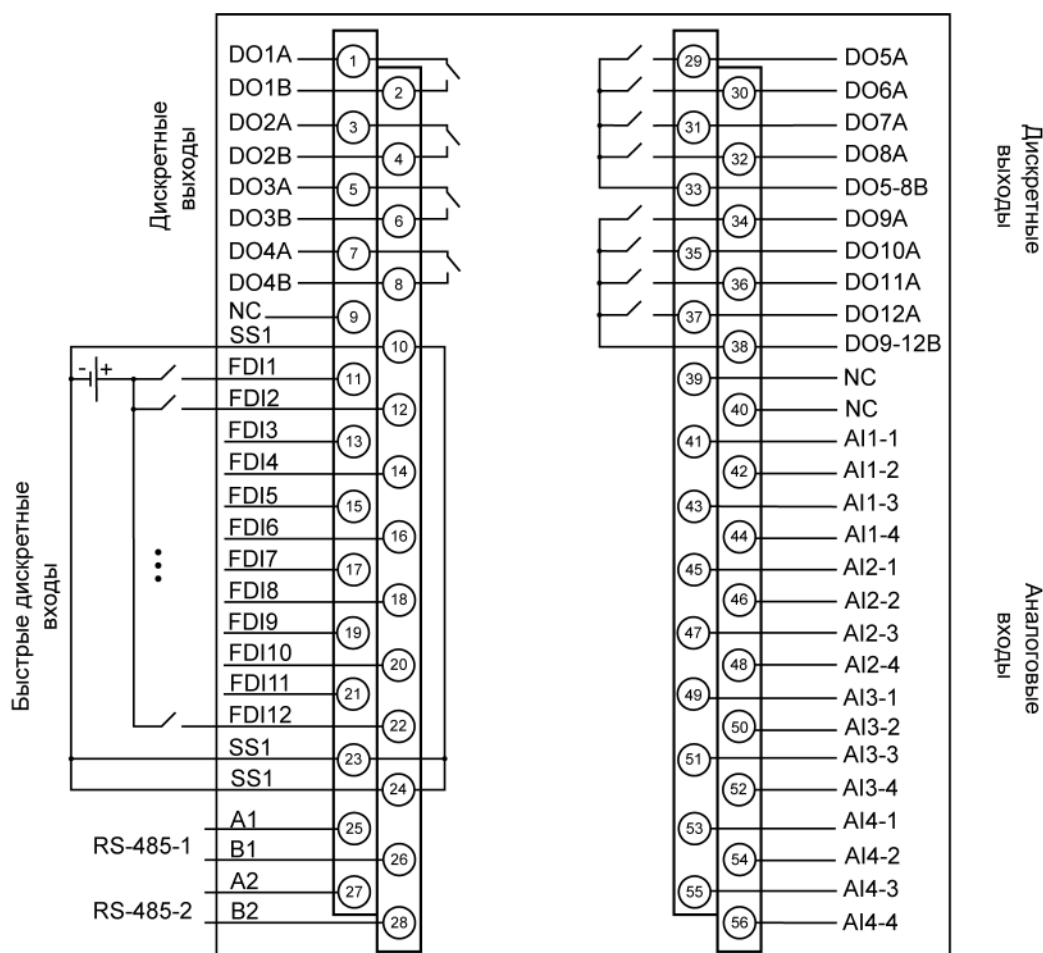 DO1A 1
DO1B 2
DO2A 3
DO2B 4
DO3A 5
DO3B 6
DO4A 7
DO4B 8
NC 9
SS1 10
- +
FDI1 11
FDI2 12
FDI3 13
FDI4 14
FDI5 15
FDI6 16
FDI7 17
FDI8 18
FDI9 19
FDI10 20
FDI11 21
FDI12 22
SS1 23
SS1 24
A1 25
RS-485-1
B1 26
A2 27
RS-485-2
B2 28
Дискретные
выходы
Быстрые дискретные
входы
29 DO5A
30 DO6A
31 DO7A
32 DO8A
33 DO5-8B
34 DO9A
35 DO10A
36 DO11A
37 DO12A
38 DO9-12B
39 NC
40 NC
41 AI1-1
42 AI1-2
43 AI1-3
44 AI1-4
45 AI2-1
46 AI2-2
47 AI2-3
48 AI2-4
49 AI3-1
50 AI3-2
51 AI3-3
52 AI3-4
53 AI4-1
54 AI4-2
55 AI4-3
56 AI4-4
Дискретные
выходы
Аналоговые
входы